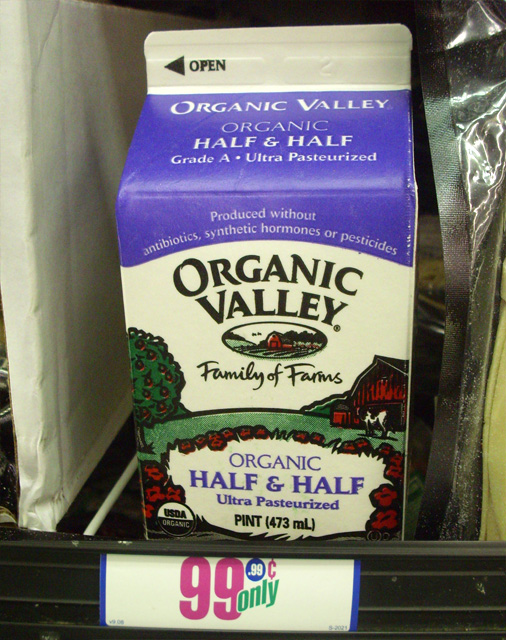 OPEN
ORGANIC VALLEY
ORGANIC
HALF & HALF
Grade A • Ultra Pasteurized
Produced without
antibiotics, synthetic hormones or pesticides
ORGANIC
VALLEY®
Family of Farms
ORGANIC
HALF & HALF
Ultra Pasteurized
PINT (473 mL)
USDA
ORGANIC
99 .99 ¢
only